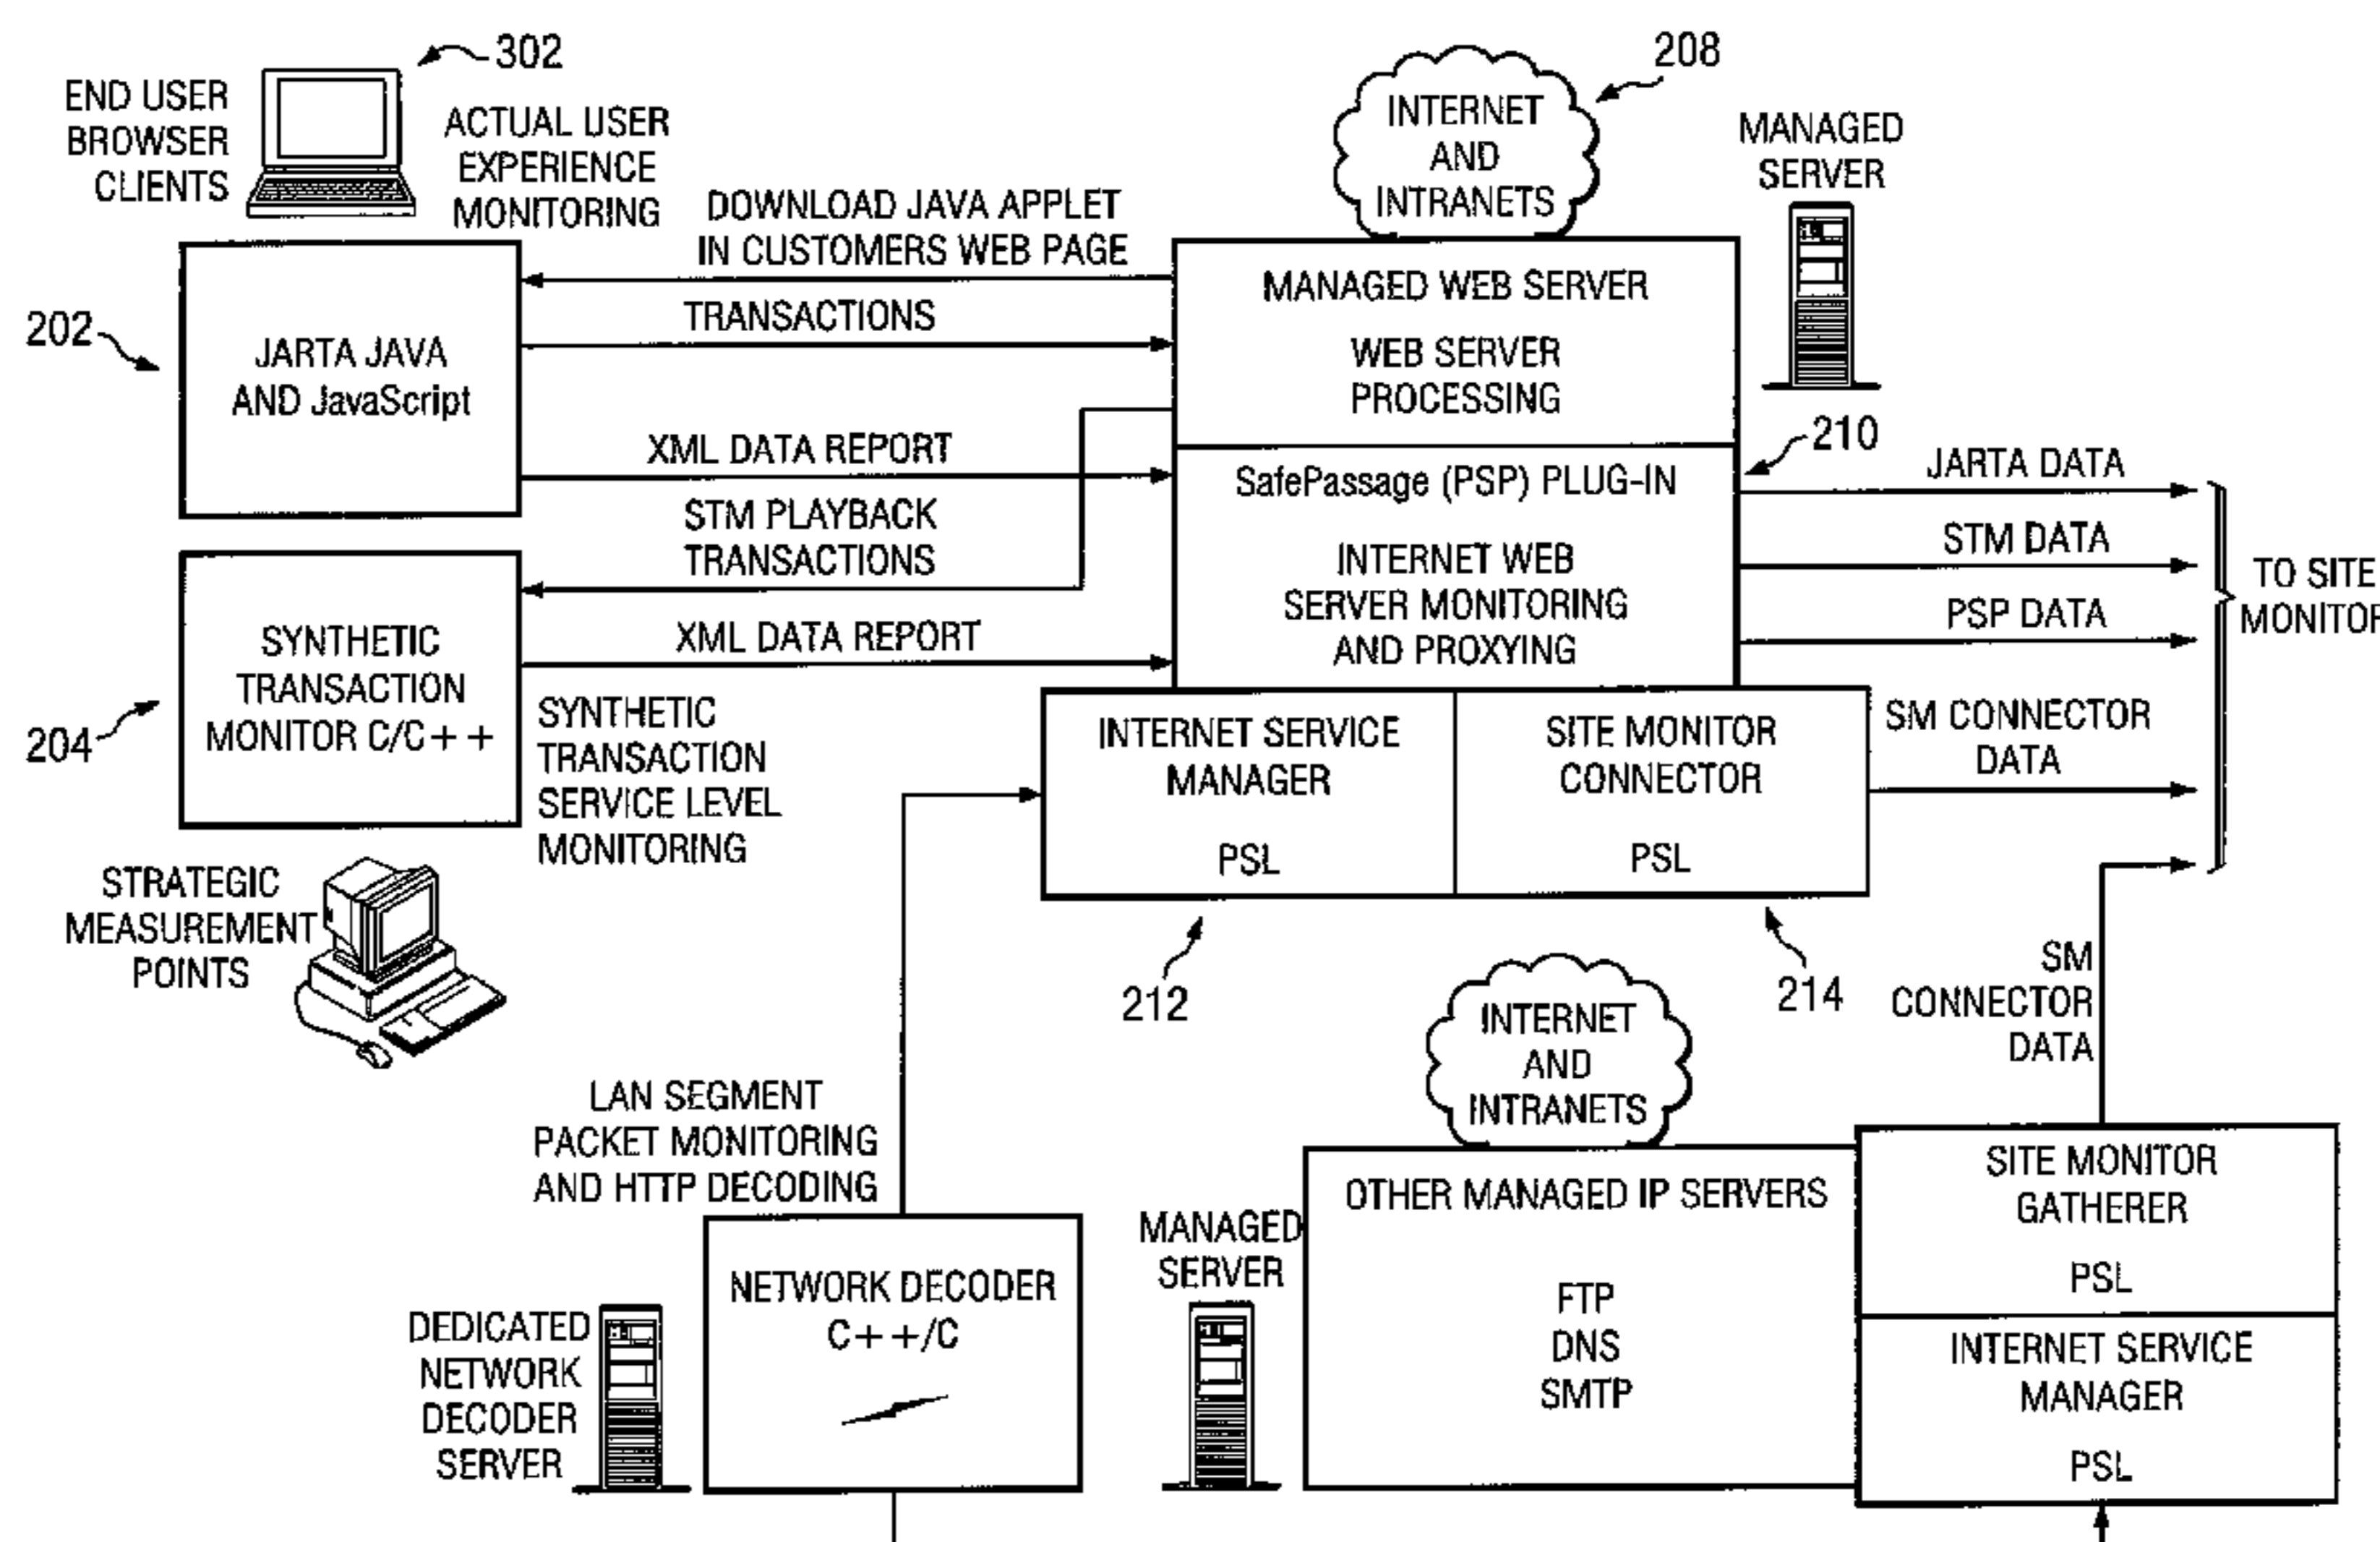 302
END USER
BROWSER
CLIENTS
ACTUAL USER
EXPERIENCE
MONITORING
208
INTERNET
AND
INTRANETS
MANAGED
SERVER
DOWNLOAD JAVA APPLET
IN CUSTOMERS WEB PAGE
TRANSACTIONS
202
JARTA JAVA
AND JavaScript
XML DATA REPORT
STM PLAYBACK
TRANSACTIONS
MANAGED WEB SERVER
WEB SERVER
PROCESSING
210
SafePassage (PSP) PLUG-IN
INTERNET WEB
SERVER MONITORING
AND PROXYING
JARTA DATA
STM DATA
PSP DATA
TO SITE
MONITOR
204
SYNTHETIC
TRANSACTION
MONITOR C/C++
XML DATA REPORT
SYNTHETIC
TRANSACTION
SERVICE LEVEL
MONITORING
INTERNET SERVICE
MANAGER
PSL
SITE MONITOR
CONNECTOR
PSL
SM CONNECTOR
DATA
STRATEGIC
MEASUREMENT
POINTS
212
214
SM
CONNECTOR
DATA
INTERNET
AND
INTRANETS
LAN SEGMENT
PACKET MONITORING
AND HTTP DECODING
DEDICATED
NETWORK
DECODER
SERVER
NETWORK DECODER
C++/C
MANAGED
SERVER
OTHER MANAGED IP SERVERS
FTP
DNS
SMTP
SITE MONITOR
GATHERER
PSL
INTERNET SERVICE
MANAGER
PSL